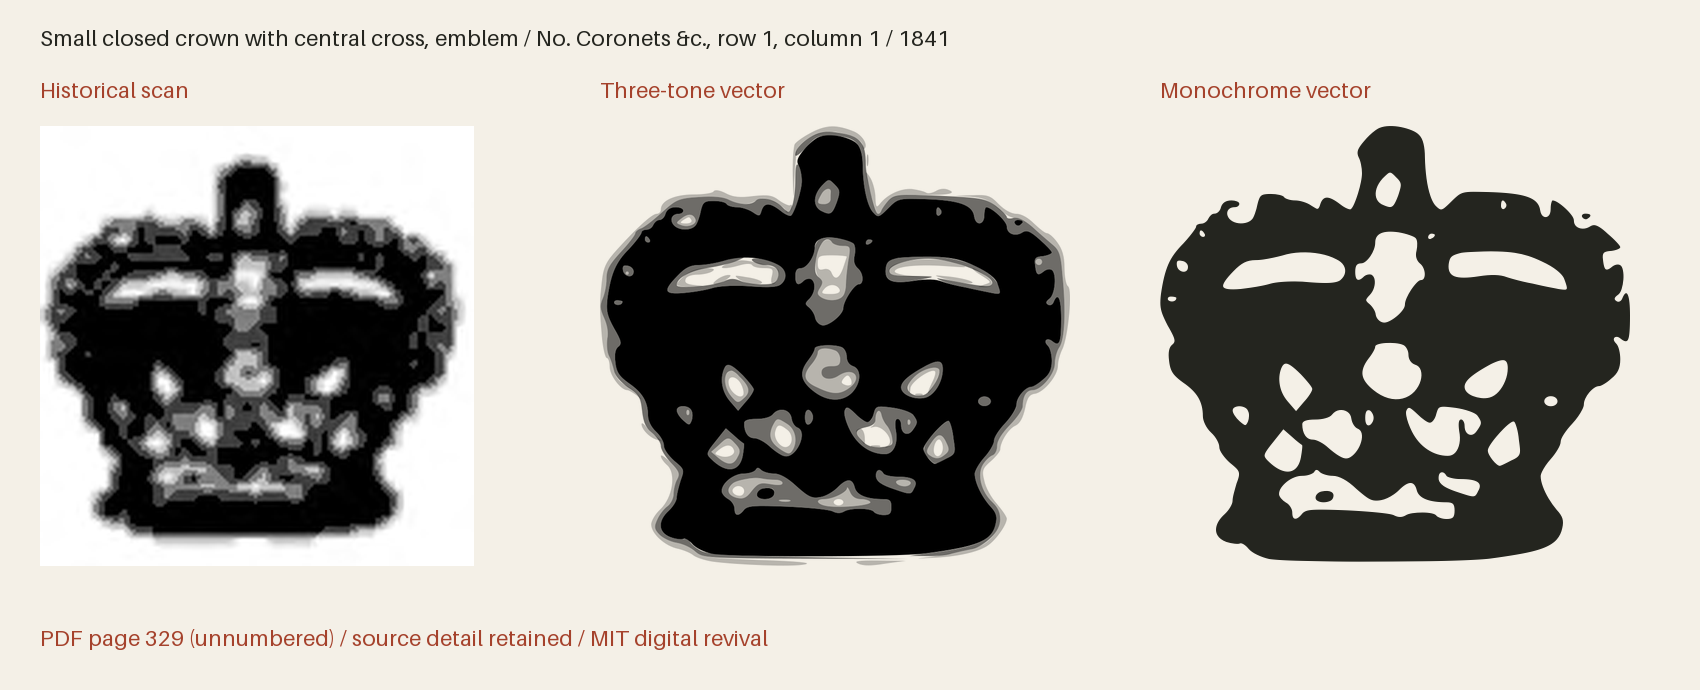 Small closed crown with central cross, emblem / No. Coronets &c., row 1, column 1 / 1841
Historical scan
Three-tone vector
Monochrome vector
PDF page 329 (unnumbered) / source detail retained / MIT digital revival